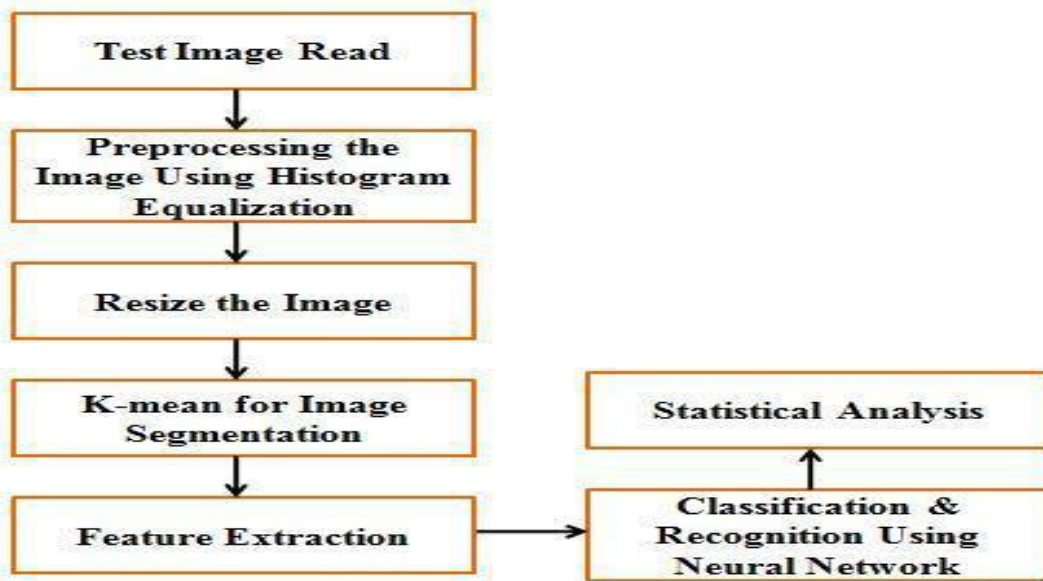 Test Image Read
Preprocessing the
Image Using Histogram
Equalization
Resize the Image
K-mean for Image
Segmentation
Feature Extraction
Classification &
Recognition Using
Neural Network
Statistical Analysis